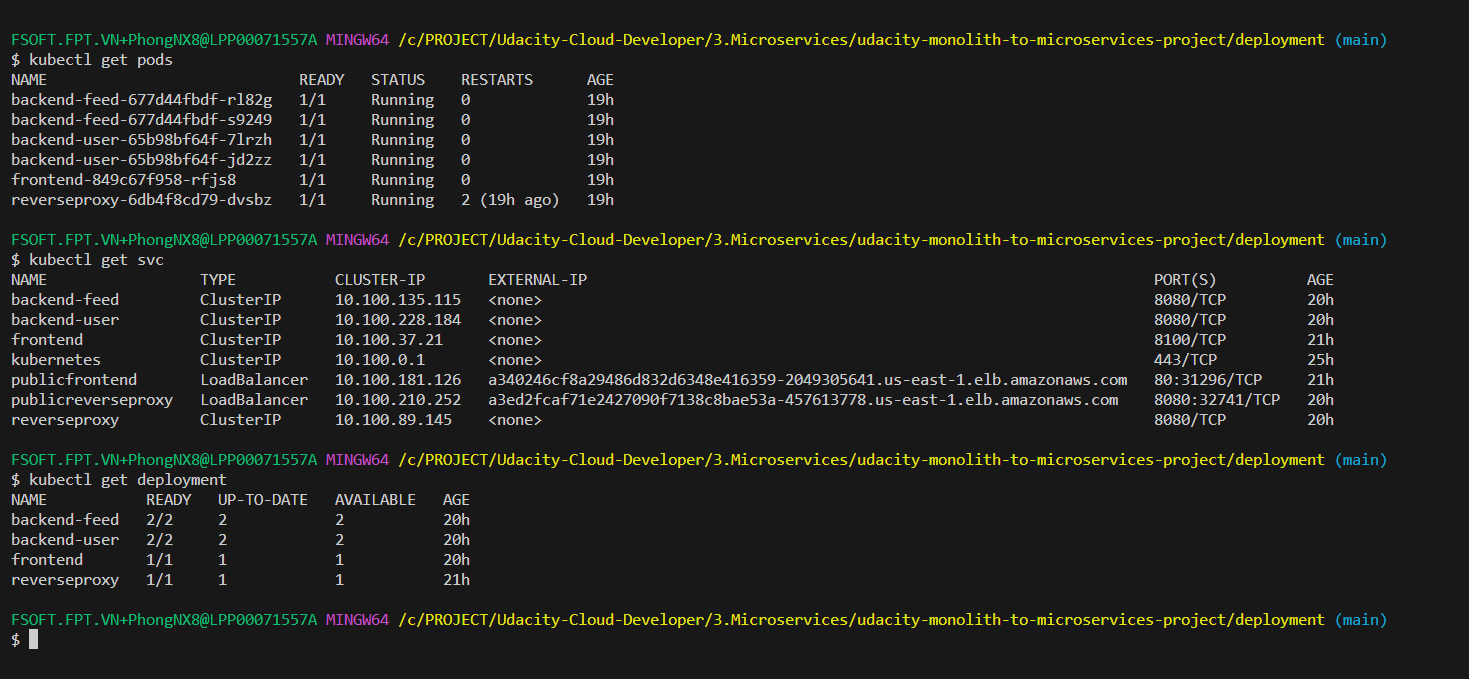 FSOFT.FPT.VN+PhongNX8@LPP00071557A MINGW64 /c/PROJECT/Udacity-Cloud-Developer/3.Microservices/udacity-monolith-to-microservices-project/deployment (main)
$ kubectl get pods
NAME READY STATUS RESTARTS AGE
backend-feed-677d44fbdf-rl82g 1/1 Running 0 19h
backend-feed-677d44fbdf-s9249 1/1 Running 0 19h
backend-user-65b98bf64f-7lrzh 1/1 Running 0 19h
backend-user-65b98bf64f-jd2zz 1/1 Running 0 19h
frontend-849c67f958-rfjs8 1/1 Running 0 19h
reverseproxy-6db4f8cd79-dvsbz 1/1 Running 2 (19h ago) 19h
FSOFT.FPT.VN+PhongNX8@LPP00071557A MINGW64 /c/PROJECT/Udacity-Cloud-Developer/3.Microservices/udacity-monolith-to-microservices-project/deployment (main)
$ kubectl get svc
NAME TYPE CLUSTER-IP EXTERNAL-IP PORT(S) AGE
backend-feed ClusterIP 10.100.135.115 <none> 8080/TCP 20h
backend-user ClusterIP 10.100.228.184 <none> 8080/TCP 20h
frontend ClusterIP 10.100.37.21 <none> 8100/TCP 21h
kubernetes ClusterIP 10.100.0.1 <none> 443/TCP 25h
publicfrontend LoadBalancer 10.100.181.126 a340246cf8a29486d832d6348e416359-2049305641.us-east-1.elb.amazonaws.com 80:31296/TCP 21h
publicreverseproxy LoadBalancer 10.100.210.252 a3ed2fcaf71e2427090f7138c8bae53a-457613778.us-east-1.elb.amazonaws.com 8080:32741/TCP 20h
reverseproxy ClusterIP 10.100.89.145 <none> 8080/TCP 20h
FSOFT.FPT.VN+PhongNX8@LPP00071557A MINGW64 /c/PROJECT/Udacity-Cloud-Developer/3.Microservices/udacity-monolith-to-microservices-project/deployment (main)
$ kubectl get deployment
NAME READY UP-TO-DATE AVAILABLE AGE
backend-feed 2/2 2 2 20h
backend-user 2/2 2 2 20h
frontend 1/1 1 1 20h
reverseproxy 1/1 1 1 21h
FSOFT.FPT.VN+PhongNX8@LPP00071557A MINGW64 /c/PROJECT/Udacity-Cloud-Developer/3.Microservices/udacity-monolith-to-microservices-project/deployment (main)
$